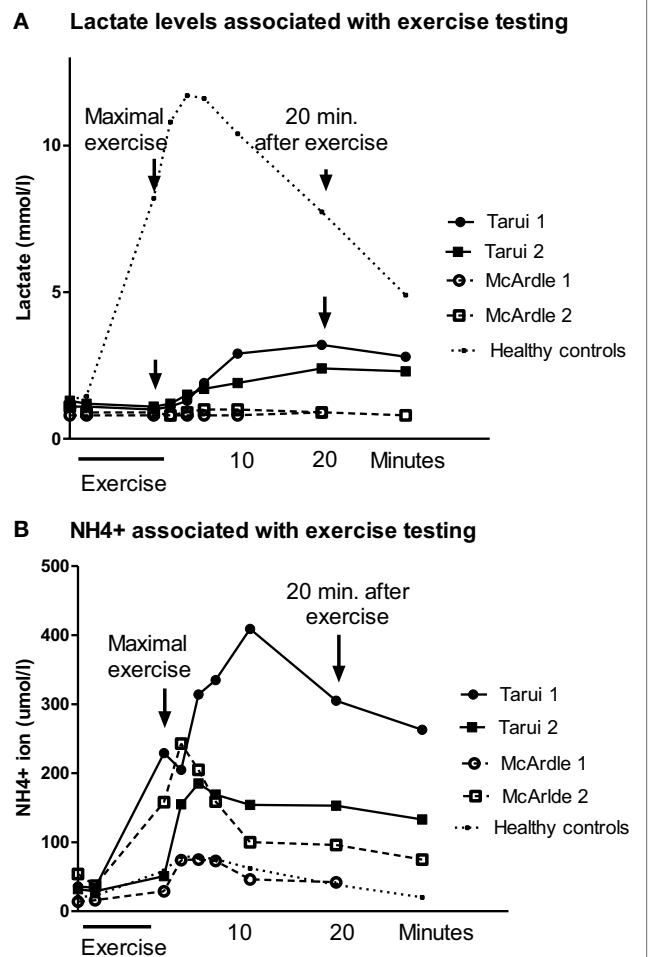 A Lactate levels associated with exercise testing
Maximal
exercise
20 min.
after exercise
Lactate (mmol/l)
10
5
0
Tarui 1
Tarui 2
McArdle 1
McArdle 2
Healthy controls
10 20 Minutes
Exercise
B NH4+ associated with exercise testing
500
400
300
200
100
0
NH4+ ion (umol/l)
Maximal
exercise
20 min. after
exercise
Tarui 1
Tarui 2
McArdle 1
McArlde 2
Healthy controls
10 20 Minutes
Exercise